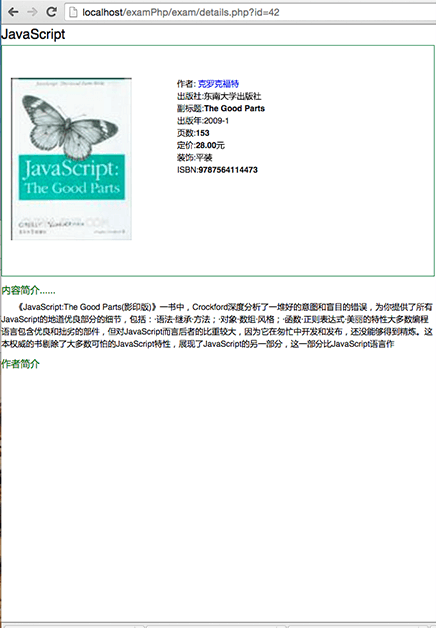 localhost/examPhp/exam/details.php?id=42
JavaScript
JavaScript: The Good Parts
JavaScript:
The Good Parts
O'REILLY
作者: 克罗克福特
出版社:东南大学出版社
副标题:The Good Parts
出版年:2009-1
页数:153
定价:28.00元
装饰:平装
ISBN:9787564114473
内容简介......
《JavaScript:The Good Parts(影印版)》一书中，Crockford深度分析了一堆好的意图和盲目的错误，为你提供了所有
JavaScript的地道优良部分的细节，包括：·语法·继承·方法；·对象·数组·风格；·函数·正则表达式·美丽的特性大多数编程
语言包含优良和拙劣的部件，但对JavaScript而言后者的比重较大，因为它在匆忙中开发和发布，还没能够得到精炼。这
本权威的书剔除了大多数可怕的JavaScript特性，展现了JavaScript的另一部分，这一部分比JavaScript语言作
作者简介